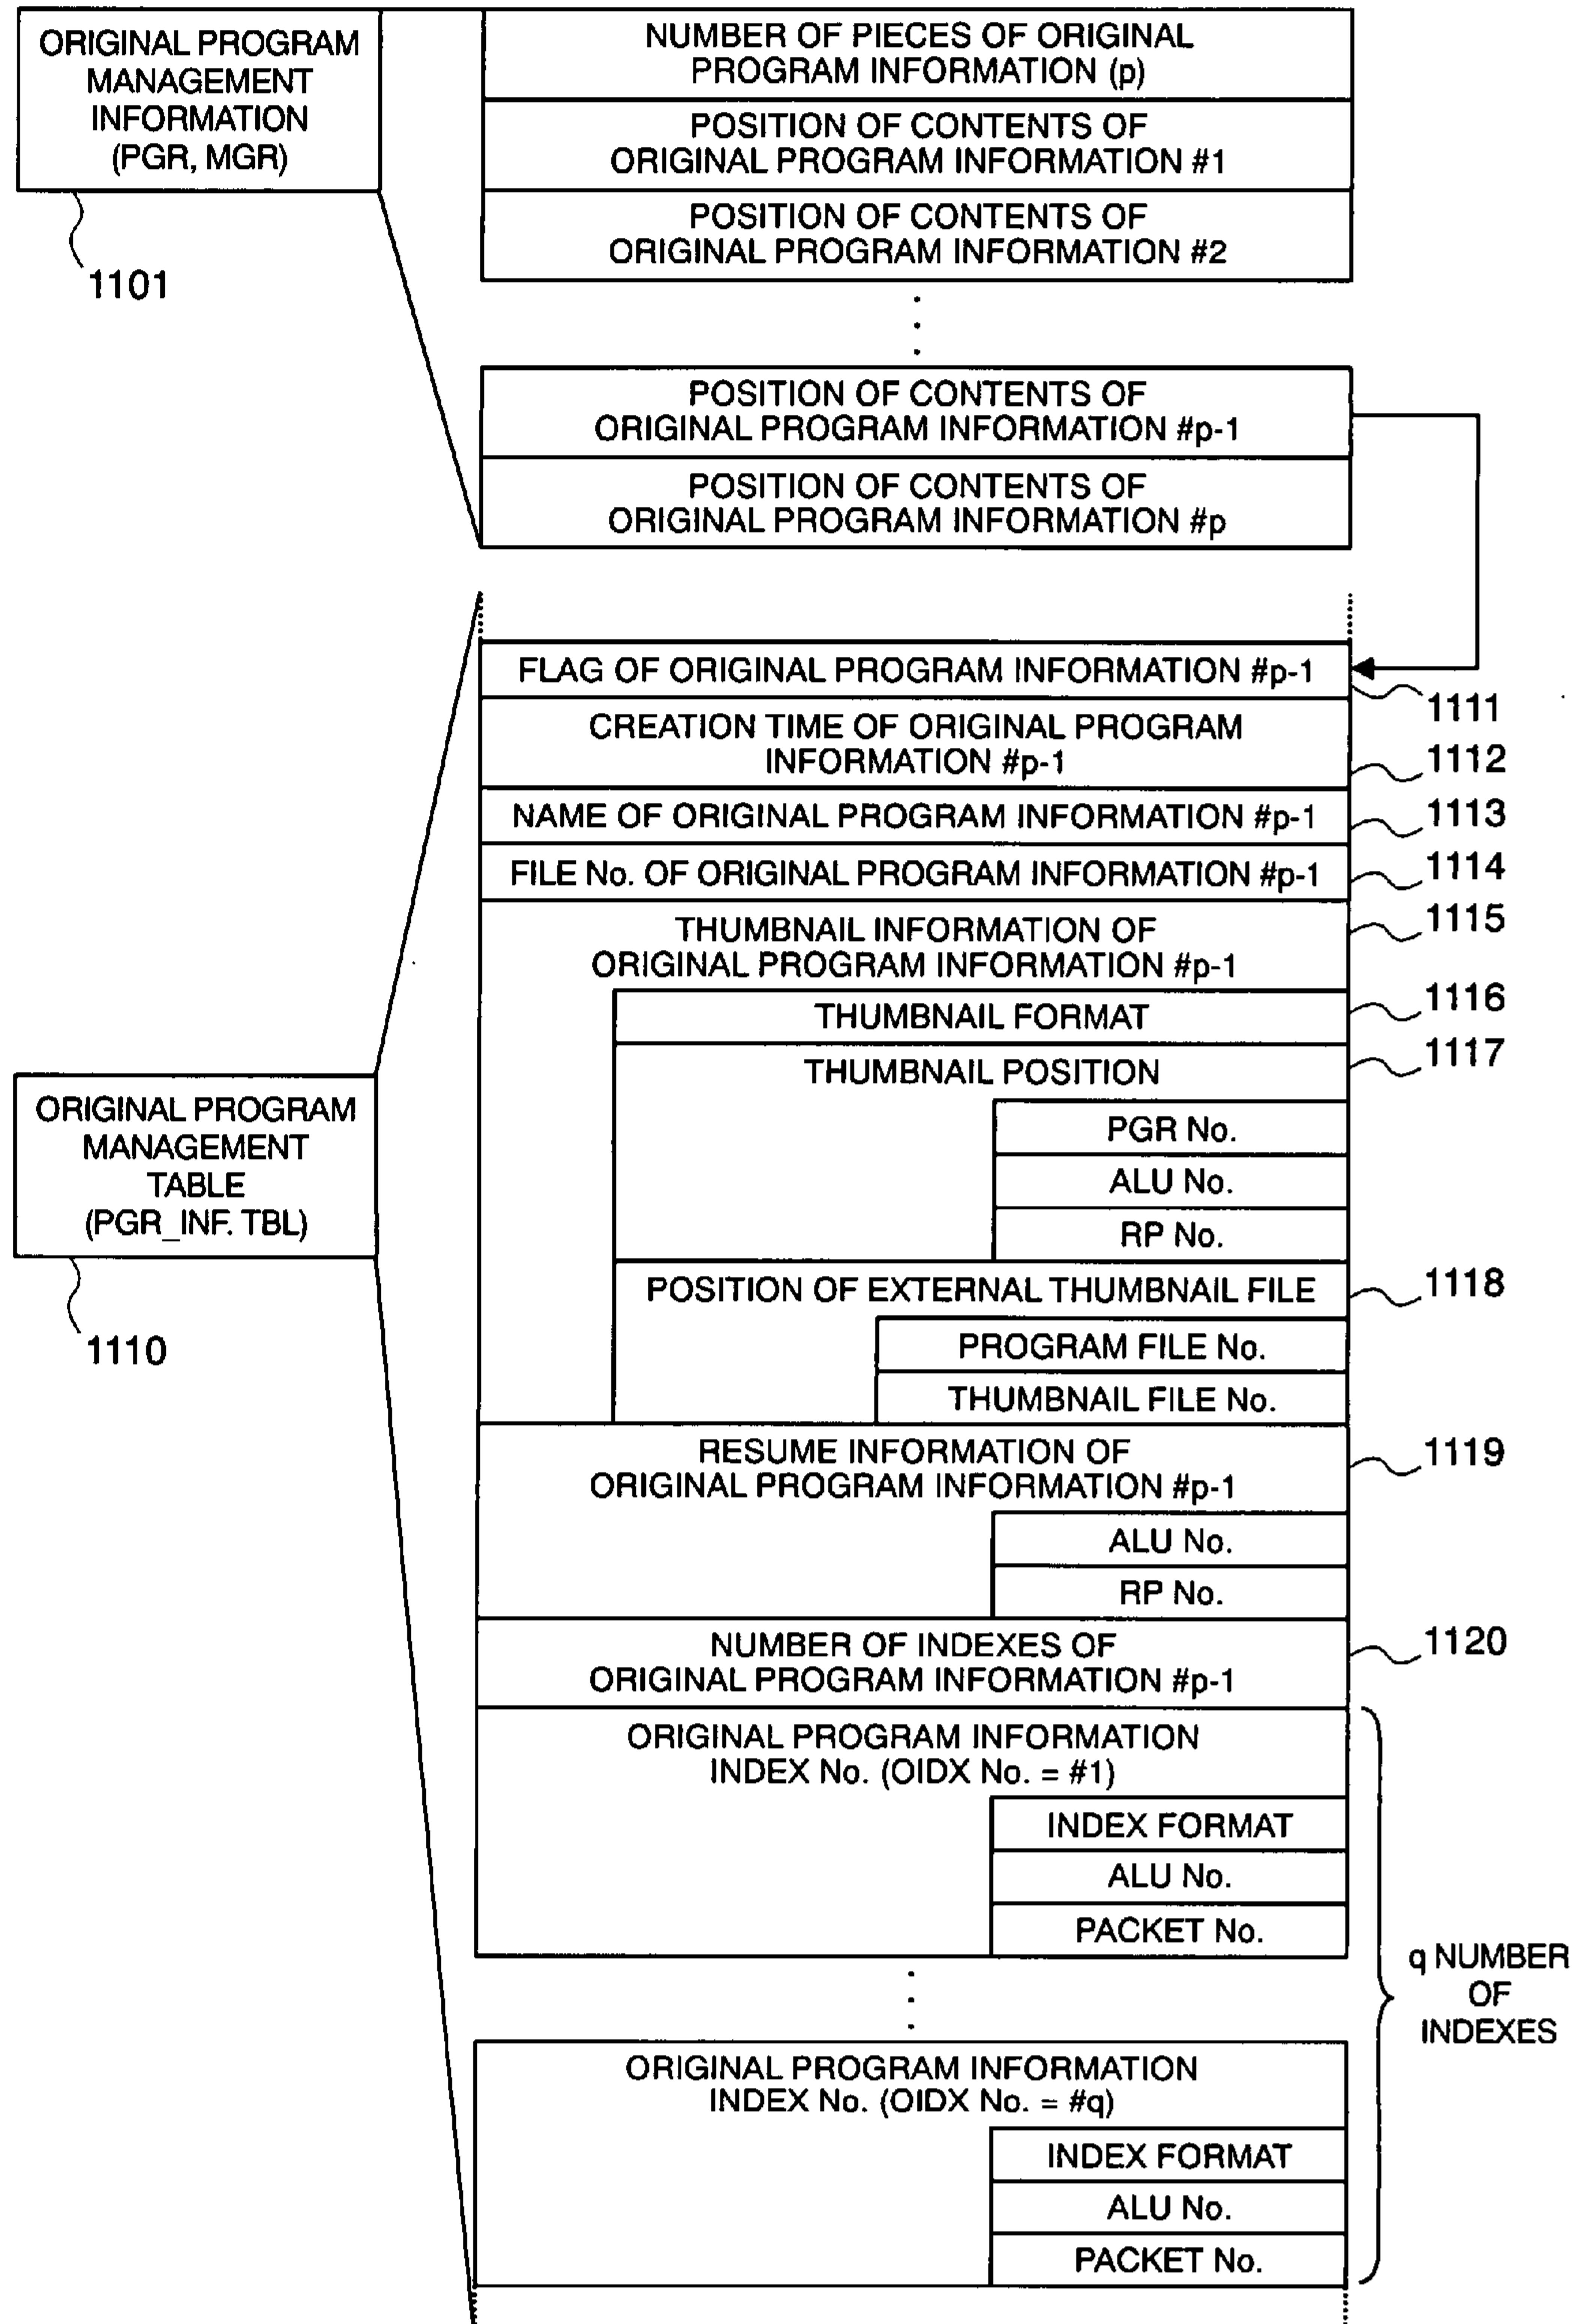 ORIGINAL PROGRAM
MANAGEMENT
INFORMATION
(PGR, MGR)
1101
NUMBER OF PIECES OF ORIGINAL
PROGRAM INFORMATION (p)
POSITION OF CONTENTS OF
ORIGINAL PROGRAM INFORMATION #1
POSITION OF CONTENTS OF
ORIGINAL PROGRAM INFORMATION #2
POSITION OF CONTENTS OF
ORIGINAL PROGRAM INFORMATION #p-1
POSITION OF CONTENTS OF
ORIGINAL PROGRAM INFORMATION #p
ORIGINAL PROGRAM
MANAGEMENT
TABLE
(PGR_INF. TBL)
1110
FLAG OF ORIGINAL PROGRAM INFORMATION #p-1
1111
CREATION TIME OF ORIGINAL PROGRAM
INFORMATION #p-1
1112
NAME OF ORIGINAL PROGRAM INFORMATION #p-1
1113
FILE No. OF ORIGINAL PROGRAM INFORMATION #p-1
1114
THUMBNAIL INFORMATION OF
ORIGINAL PROGRAM INFORMATION #p-1
1115
THUMBNAIL FORMAT
1116
THUMBNAIL POSITION
1117
PGR No.
ALU No.
RP No.
POSITION OF EXTERNAL THUMBNAIL FILE
1118
PROGRAM FILE No.
THUMBNAIL FILE No.
RESUME INFORMATION OF
ORIGINAL PROGRAM INFORMATION #p-1
1119
ALU No.
RP No.
NUMBER OF INDEXES OF
ORIGINAL PROGRAM INFORMATION #p-1
1120
ORIGINAL PROGRAM INFORMATION
INDEX No. (OIDX No. = #1)
INDEX FORMAT
ALU No.
PACKET No.
q NUMBER
OF
INDEXES
ORIGINAL PROGRAM INFORMATION
INDEX No. (OIDX No. = #q)
INDEX FORMAT
ALU No.
PACKET No.